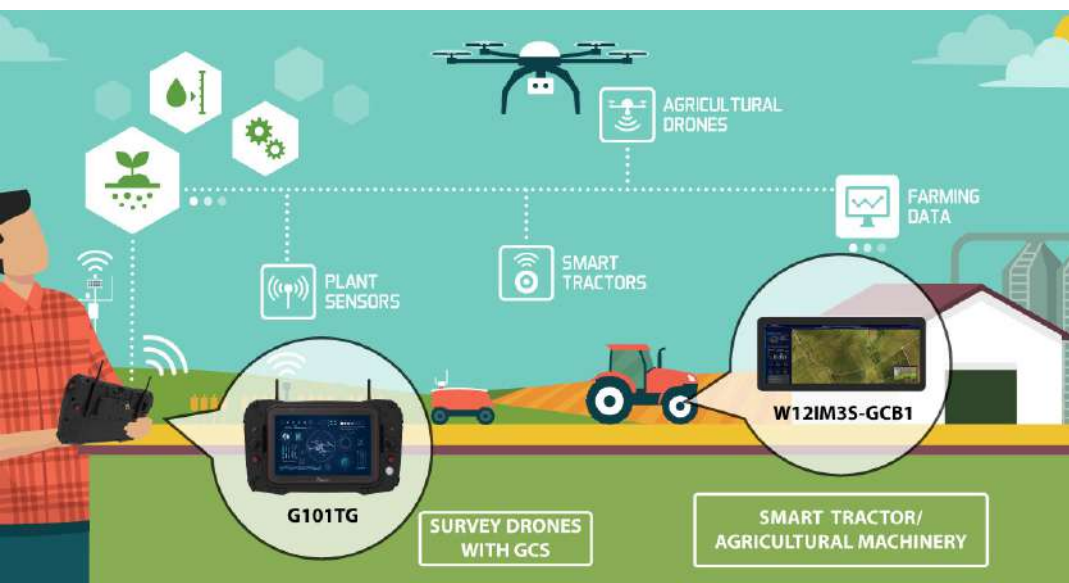 AGRICULTURAL
DRONES
FARMING
DATA
PLANT
SENSORS
SMART
TRACTORS
W12IM3S-GCB1
G101TG
SURVEY DRONES
WITH GCS
SMART TRACTOR/
AGRICULTURAL MACHINERY